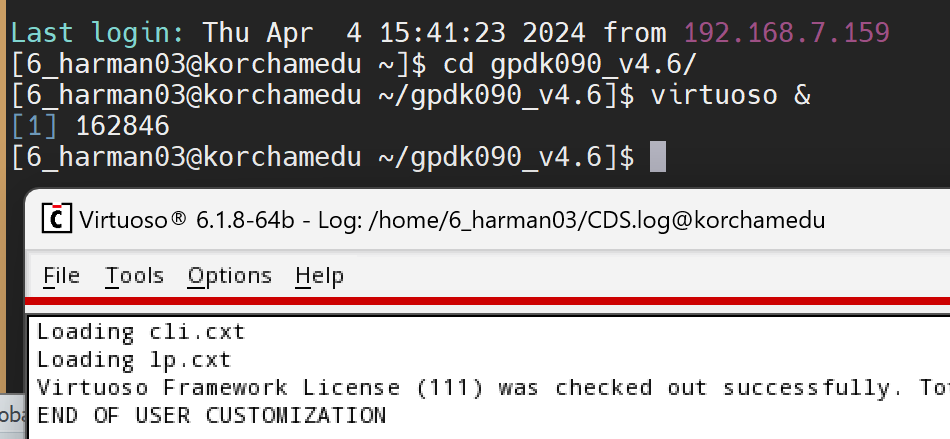 Last login: Thu Apr  4 15:41:23 2024 from 192.168.7.159
[6_harman03@korchamedu ~]$ cd gpdk090_v4.6/
[6_harman03@korchamedu ~/gpdk090_v4.6]$ virtuoso &
[1] 162846
[6_harman03@korchamedu ~/gpdk090_v4.6]$
Virtuoso® 6.1.8-64b - Log: /home/6_harman03/CDS.log@korchamedu
File Tools Options Help
Loading cli.cxt
Loading lp.cxt
Virtuoso Framework License (111) was checked out successfully. To
END OF USER CUSTOMIZATION